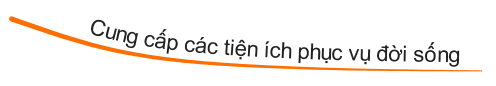 Cung cấp các tiện ích phục vụ đời sống